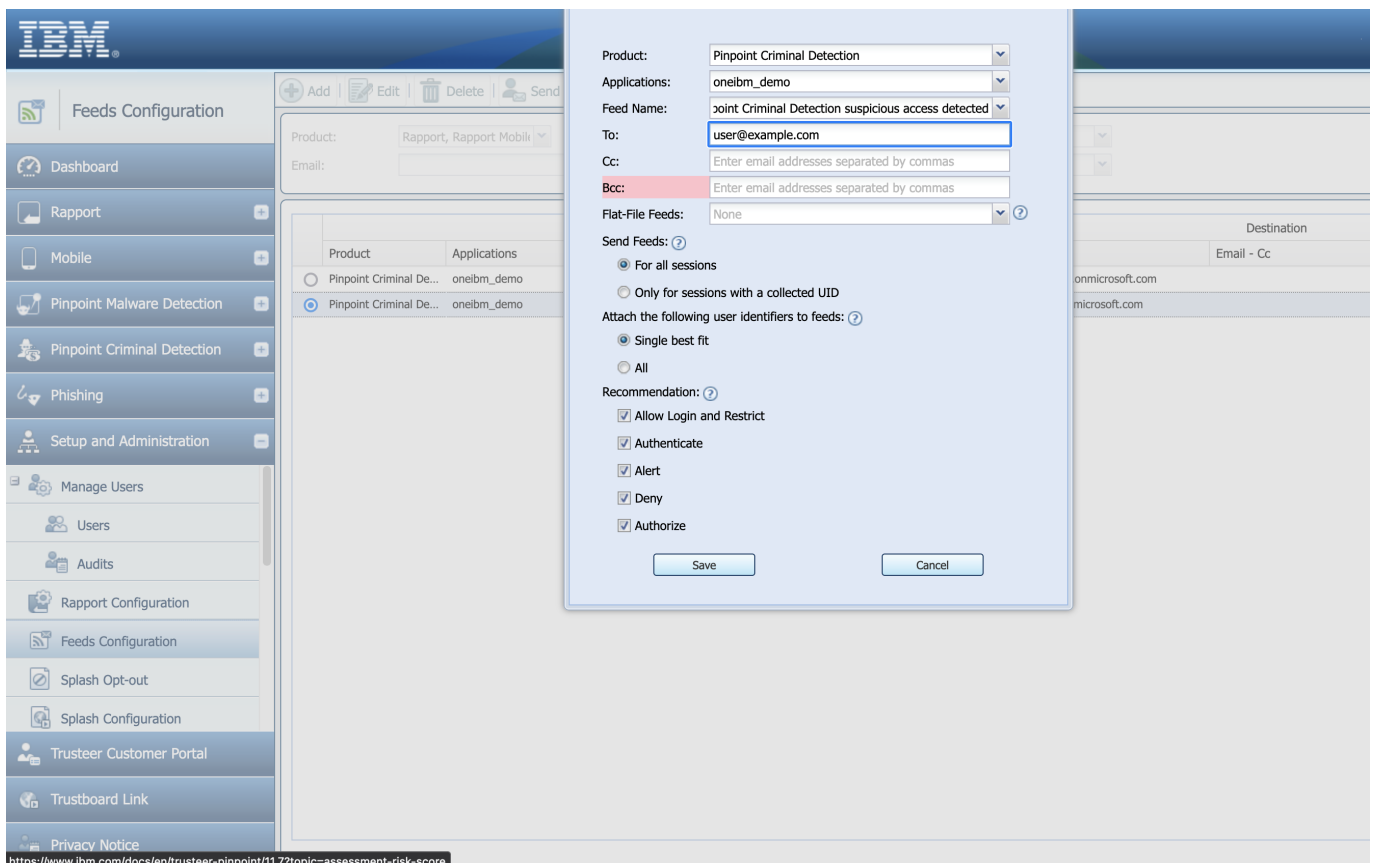 IBM®
Feeds Configuration
Add | Edit | Delete | Send
Product: Rapport, Rapport Mobile
Email:
Dashboard
Rapport
Mobile
Pinpoint Malware Detection
Pinpoint Criminal Detection
Phishing
Setup and Administration
Manage Users
Users
Audits
Rapport Configuration
Feeds Configuration
Splash Opt-out
Splash Configuration
Trusteer Customer Portal
Trustboard Link
Privacy Notice
Destination
Product Applications Email - Cc
Pinpoint Criminal De... oneibm_demo onmicrosoft.com
Pinpoint Criminal De... oneibm_demo microsoft.com
Product: Pinpoint Criminal Detection
Applications: oneibm_demo
Feed Name: point Criminal Detection suspicious access detected
To: user@example.com
Cc: Enter email addresses separated by commas
Bcc: Enter email addresses separated by commas
Flat-File Feeds: None ?
Send Feeds: ?
For all sessions
Only for sessions with a collected UID
Attach the following user identifiers to feeds: ?
Single best fit
All
Recommendation: ?
Allow Login and Restrict
Authenticate
Alert
Deny
Authorize
Save Cancel
https://www.ibm.com/docs/en/trusteer-pinpoint/11.7?topic=assessment-risk-score